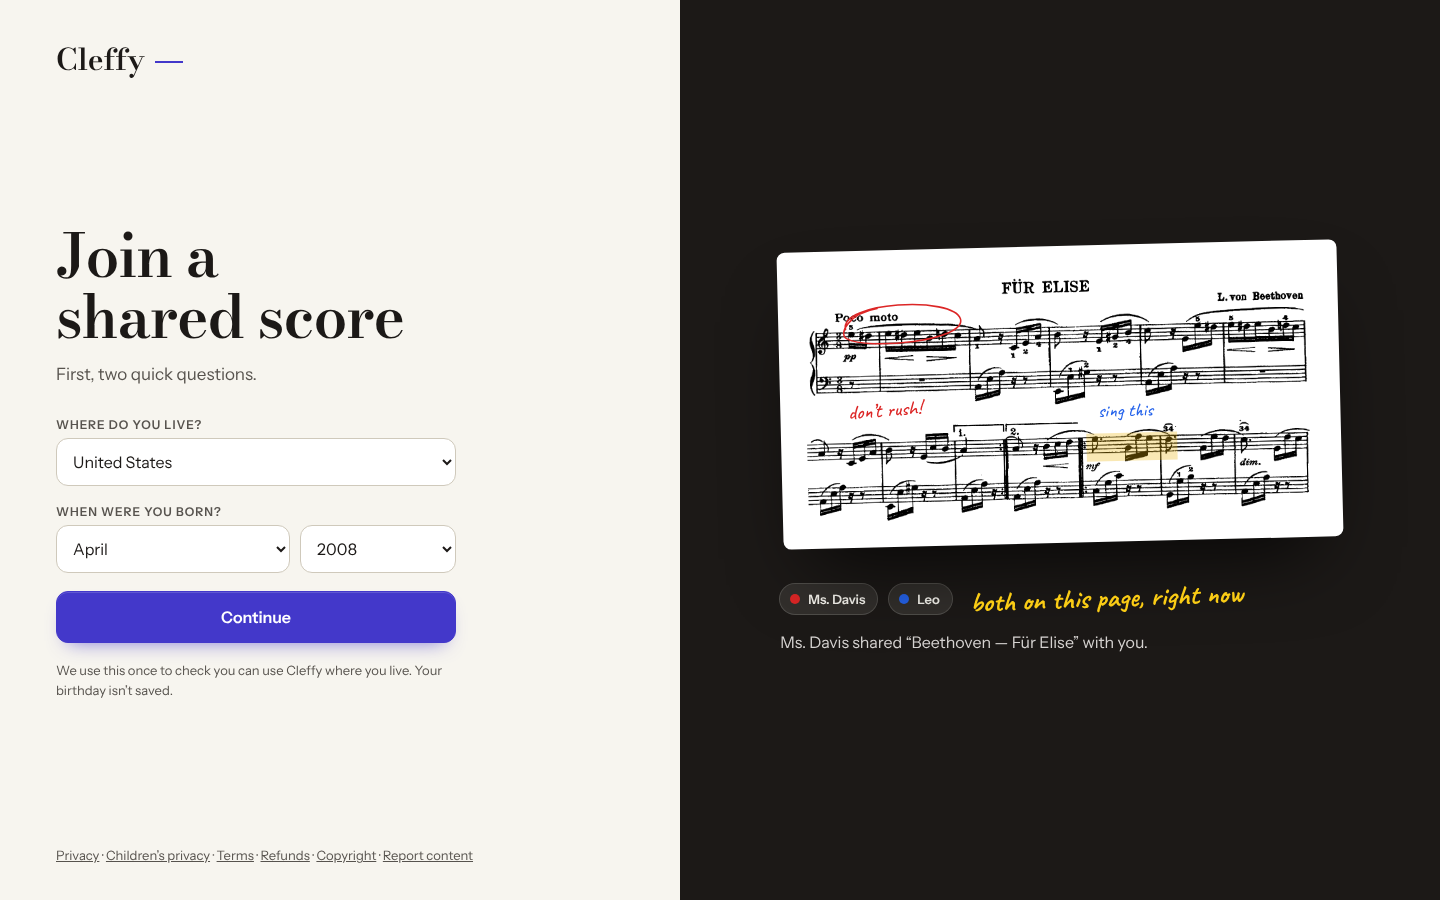 Cleffy
Join a
shared score
First, two quick questions.
WHERE DO YOU LIVE?
United States
WHEN WERE YOU BORN?
April
2008
Continue
We use this once to check you can use Cleffy where you live. Your
birthday isn't saved.
Privacy · Children's privacy · Terms · Refunds · Copyright · Report content
FÜR ELISE
L. von Beethoven
Poco moto
pp
don't rush!
sing this
1.
2.
mf
dim.
Ms. Davis
Leo
both on this page, right now
Ms. Davis shared “Beethoven — Für Elise” with you.